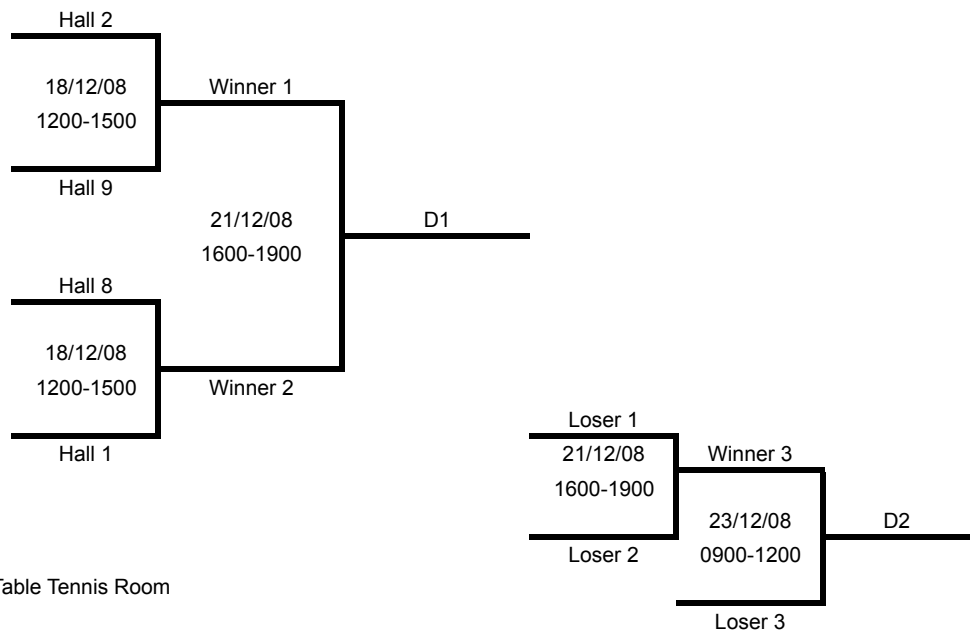 Hall 2
18/12/08
1200-1500
Winner 1
Hall 9
21/12/08
1600-1900
D1
Hall 8
18/12/08
1200-1500
Winner 2
Hall 1
Loser 1
21/12/08
1600-1900
Winner 3
Loser 2
23/12/08
0900-1200
D2
Loser 3
Table Tennis Room